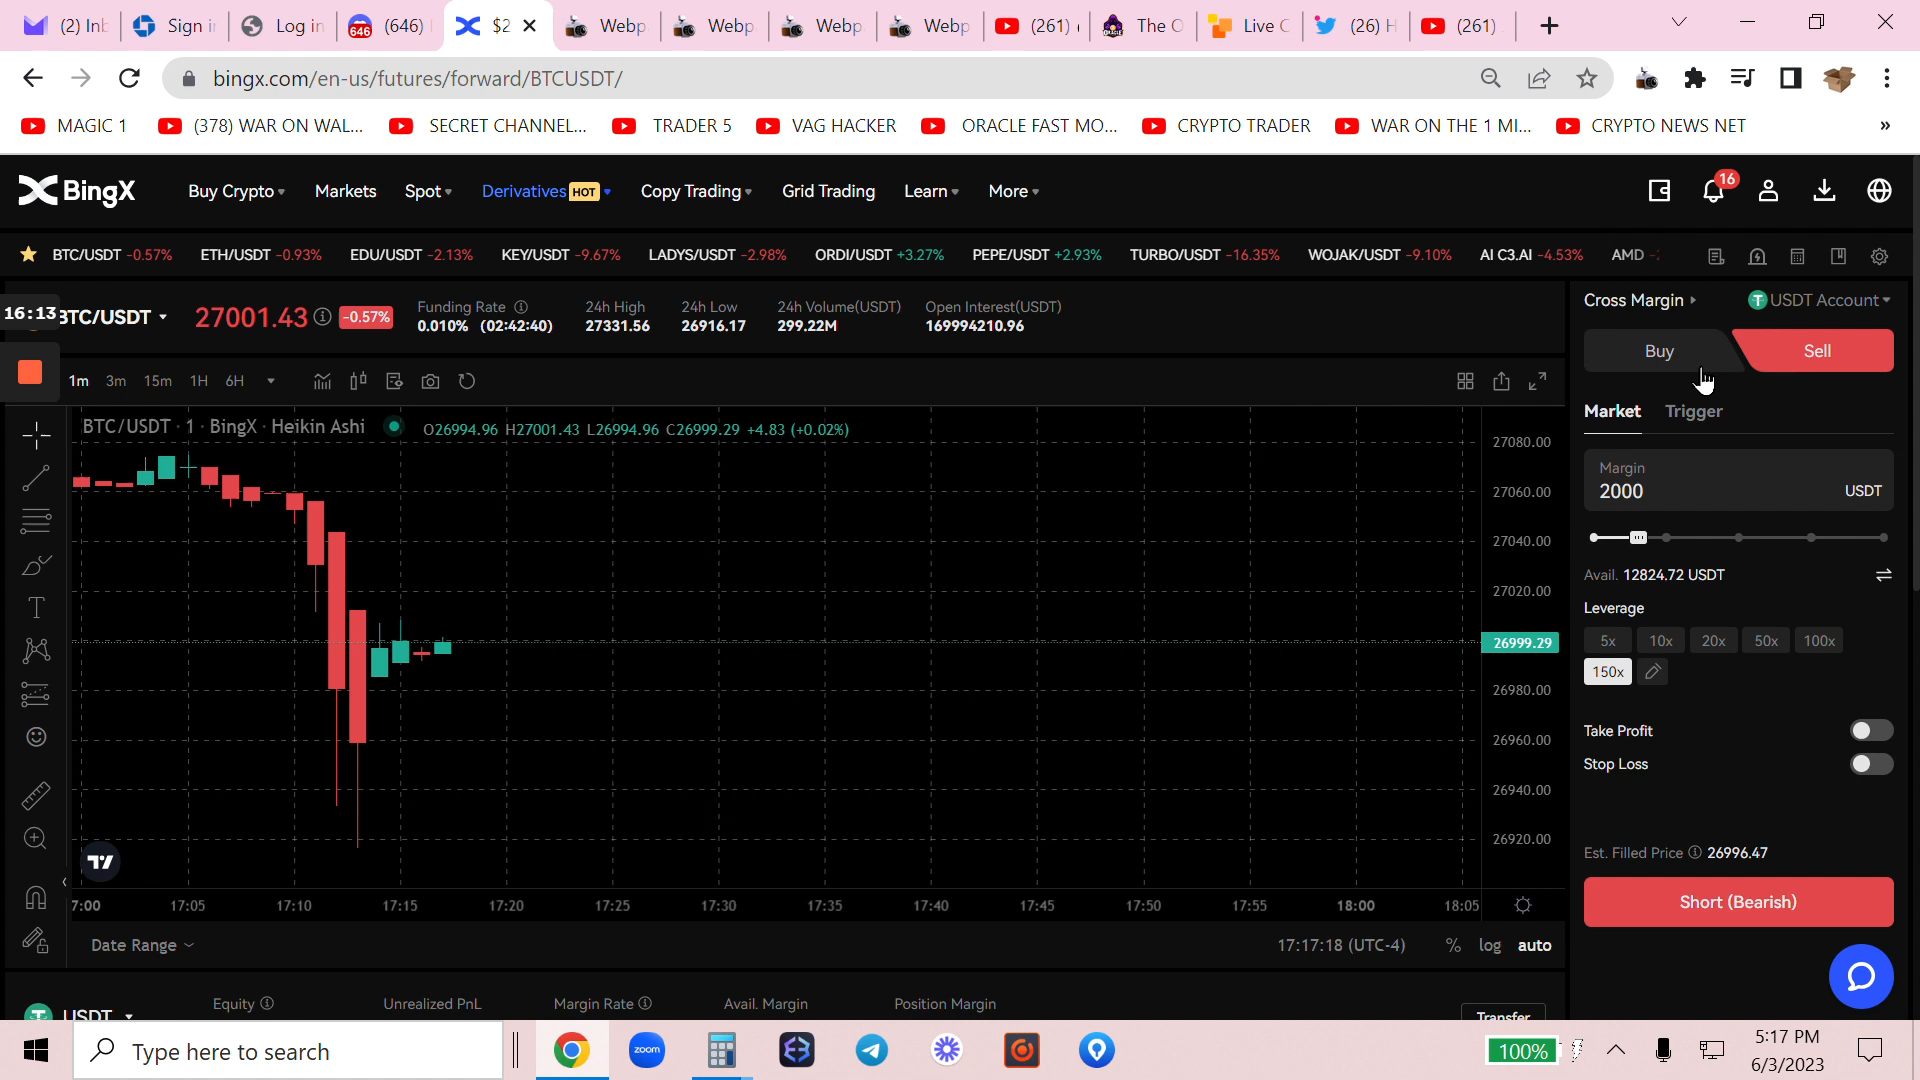 (2) Inb
Sign i
Log in
646
(646)
$2
Webp
Webp
Webp
Webp
(261)
The O
Live C
(26) H
(261)
bingx.com/en-us/futures/forward/BTCUSDT/
MAGIC 1
(378) WAR ON WAL...
SECRET CHANNEL...
TRADER 5
VAG HACKER
ORACLE FAST MO...
CRYPTO TRADER
WAR ON THE 1 MI...
CRYPTO NEWS NET
»
BingX
Buy Crypto
Markets
Spot
Derivatives HOT
Copy Trading
Grid Trading
Learn
More
16
BTC/USDT -0.57%
ETH/USDT -0.93%
EDU/USDT -2.13%
KEY/USDT -9.67%
LADYS/USDT -2.98%
ORDI/USDT +3.27%
PEPE/USDT +2.93%
TURBO/USDT -16.35%
WOJAK/USDT -9.10%
AI C3.AI -4.53%
AMD -2
16:13
BTC/USDT
27001.43
-0.57%
Funding Rate
0.010% (02:42:40)
24h High
27331.56
24h Low
26916.17
24h Volume(USDT)
299.22M
Open Interest(USDT)
169994210.96
Cross Margin
USDT Account
Buy
Sell
1m
3m
15m
1H
6H
Market
Trigger
BTC/USDT · 1 · BingX · Heikin Ashi
O26994.96 H27001.43 L26994.96 C26999.29 +4.83 (+0.02%)
27080.00
27060.00
27040.00
27020.00
26999.29
26980.00
26960.00
26940.00
26920.00
Margin
2000
USDT
Avail. 12824.72 USDT
Leverage
5x
10x
20x
50x
100x
150x
Take Profit
Stop Loss
Est. Filled Price 26996.47
Short (Bearish)
7:00
17:05
17:10
17:15
17:20
17:25
17:30
17:35
17:40
17:45
17:50
17:55
18:00
18:05
Date Range
17:17:18 (UTC-4)
%
log
auto
USDT
Equity
Unrealized PnL
Margin Rate
Avail. Margin
Position Margin
Transfer
Type here to search
zoom
100%
5:17 PM
6/3/2023